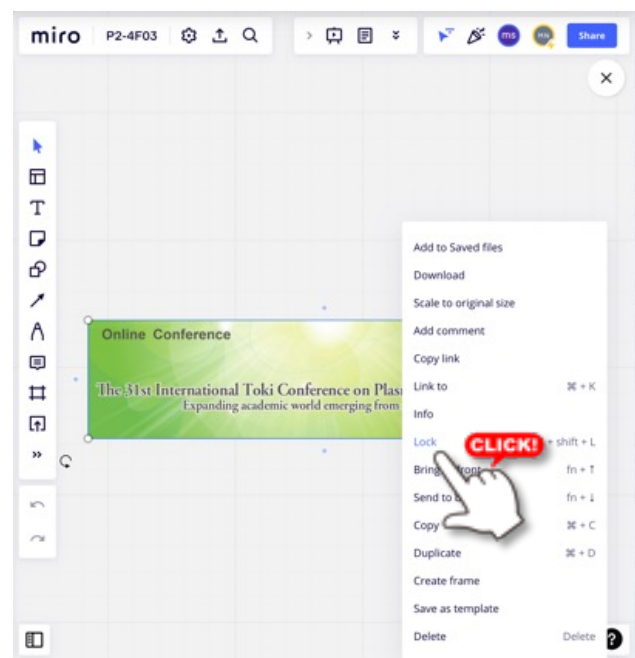 miro P2-4F03 ms Share
Add to Saved files
Download
Scale to original size
Online Conference
Add comment
Copy link
The 31st International Toki Conference on Plas
Link to ⌘ + K
Expanding academic world emerging from
Info
Lock CLICK! + shift + L
Bring front fn + ↑
Send to fn + ↓
Copy ⌘ + C
Duplicate ⌘ + D
Create frame
Save as template
Delete Delete